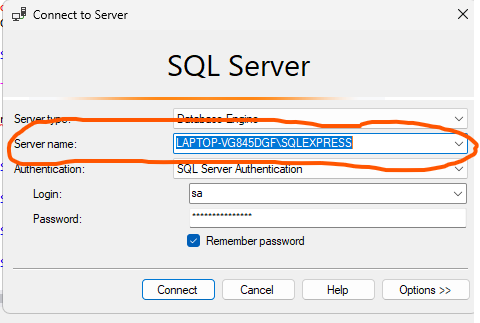 Connect to Server
SQL Server
Server type: Database Engine
Server name: LAPTOP-VG845DGF\SQLEXPRESS
Authentication: SQL Server Authentication
Login: sa
Password: ***************
Remember password
Connect Cancel Help Options >>